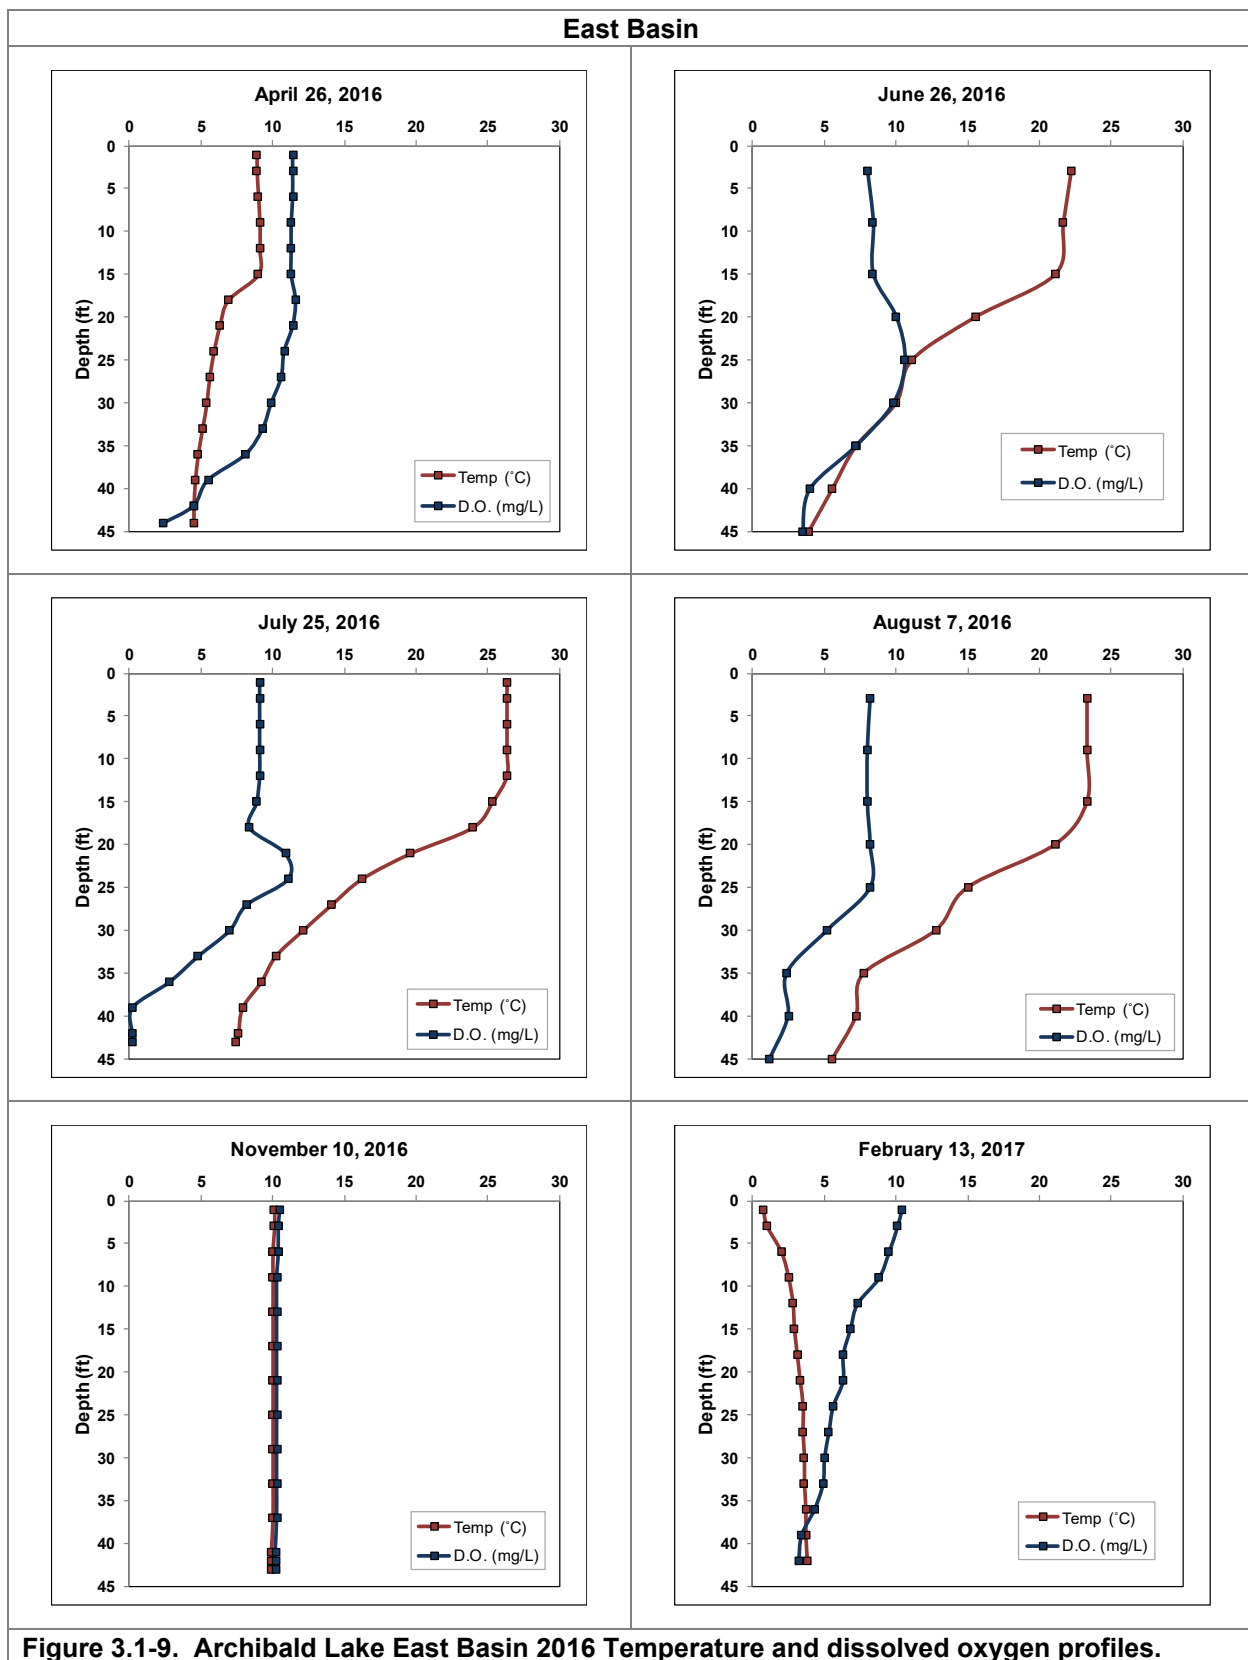 East Basin
April 26, 2016
0 5 10 15 20 25 30
0
5
10
15
20
25
30
35
40
45
Depth (ft)
Temp (˚C)
D.O. (mg/L)
June 26, 2016
0 5 10 15 20 25 30
0
5
10
15
20
25
30
35
40
45
Depth (ft)
Temp (˚C)
D.O. (mg/L)
July 25, 2016
0 5 10 15 20 25 30
0
5
10
15
20
25
30
35
40
45
Depth (ft)
Temp (˚C)
D.O. (mg/L)
August 7, 2016
0 5 10 15 20 25 30
0
5
10
15
20
25
30
35
40
45
Depth (ft)
Temp (˚C)
D.O. (mg/L)
November 10, 2016
0 5 10 15 20 25 30
0
5
10
15
20
25
30
35
40
45
Depth (ft)
Temp (˚C)
D.O. (mg/L)
February 13, 2017
0 5 10 15 20 25 30
0
5
10
15
20
25
30
35
40
45
Depth (ft)
Temp (˚C)
D.O. (mg/L)
Figure 3.1-9. Archibald Lake East Basin 2016 Temperature and dissolved oxygen profiles.